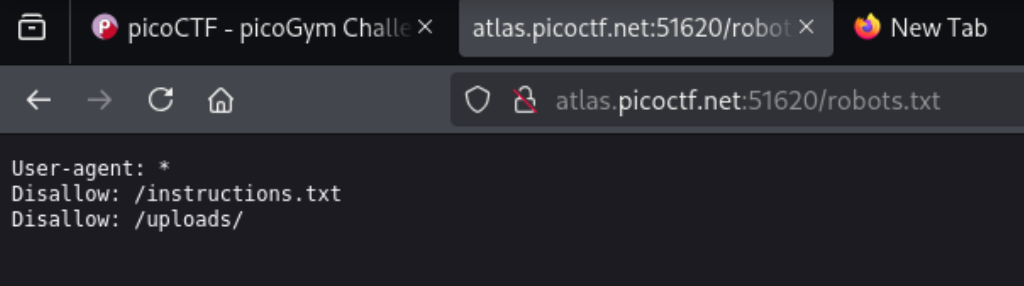 picoCTF - picoGym Challe
atlas.picoctf.net:51620/robot
New Tab
atlas.picoctf.net:51620/robots.txt
User-agent: *
Disallow: /instructions.txt
Disallow: /uploads/